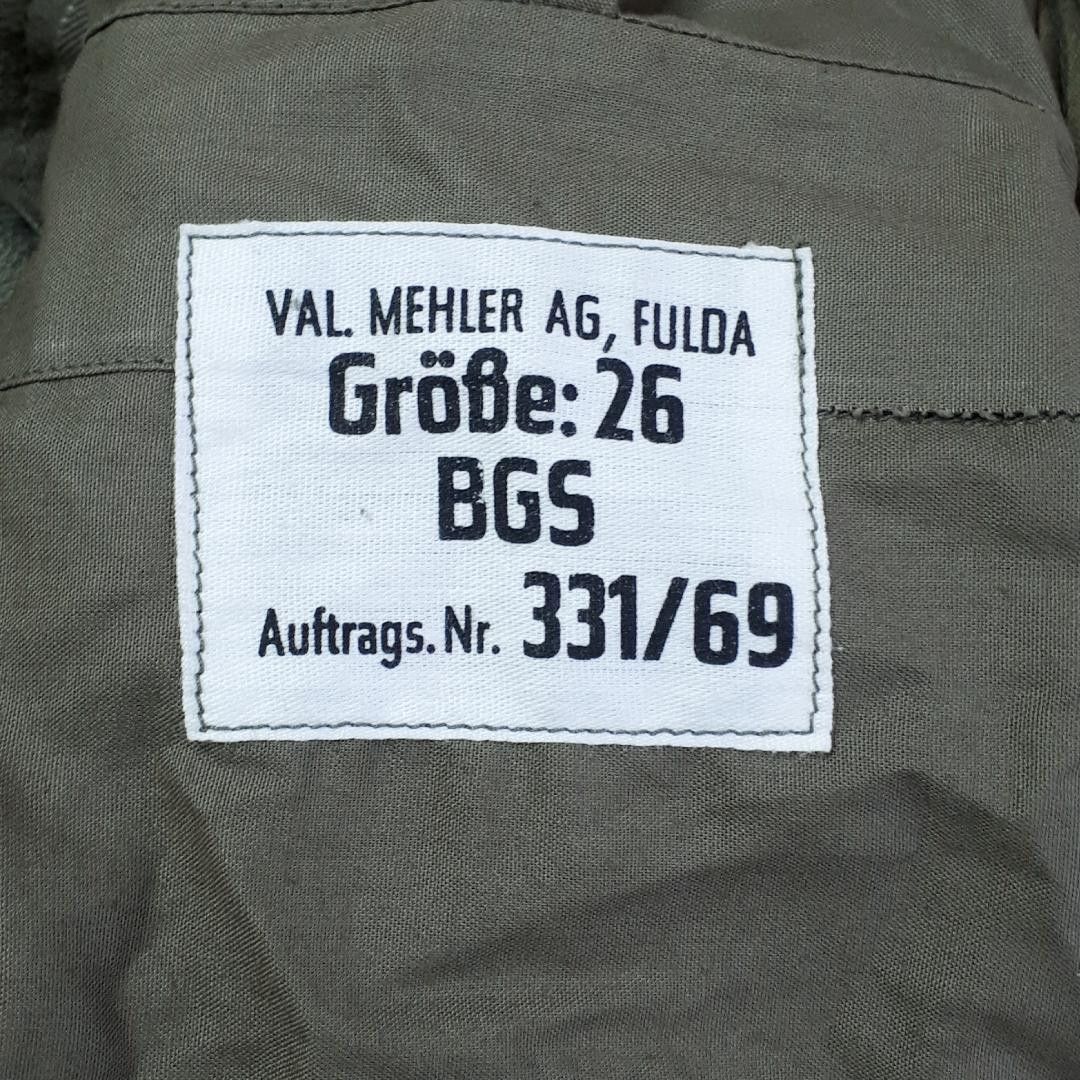 VAL. MEHLER AG, FULDA
Größe: 26
BGS
Auftrags. Nr. 331/69